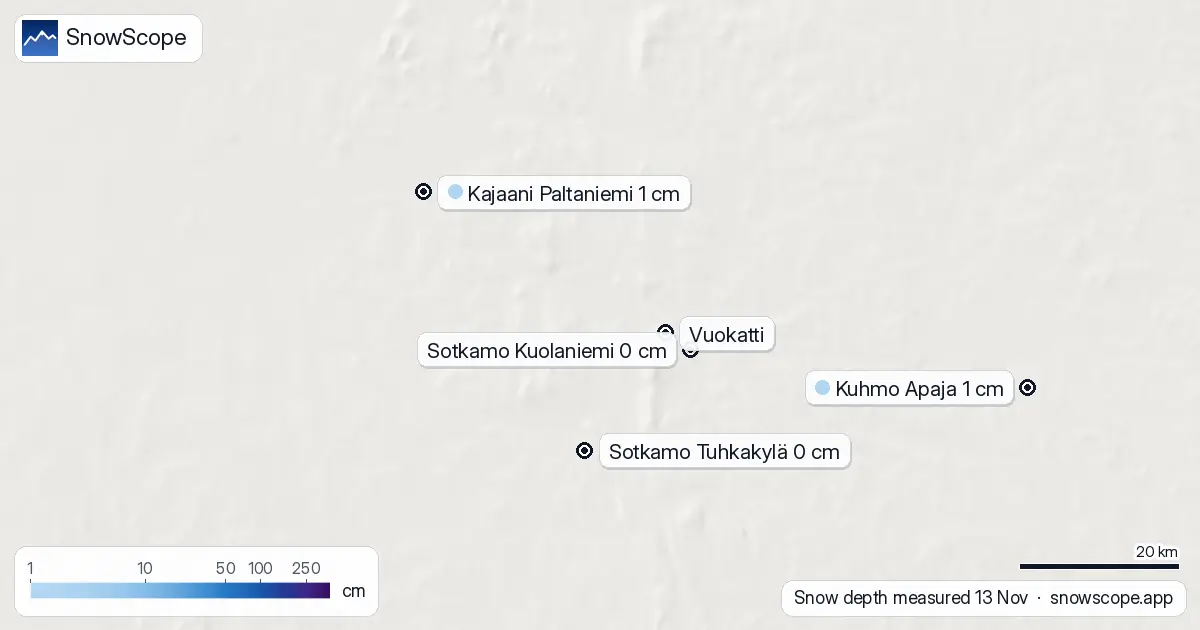 SnowScope
Kajaani Paltaniemi 1 cm
Vuokatti
Sotkamo Kuolaniemi 0 cm
Kuhmo Apaja 1 cm
Sotkamo Tuhkakylä 0 cm
1 10 50 100 250
cm
20 km
Snow depth measured 13 Nov · snowscope.app